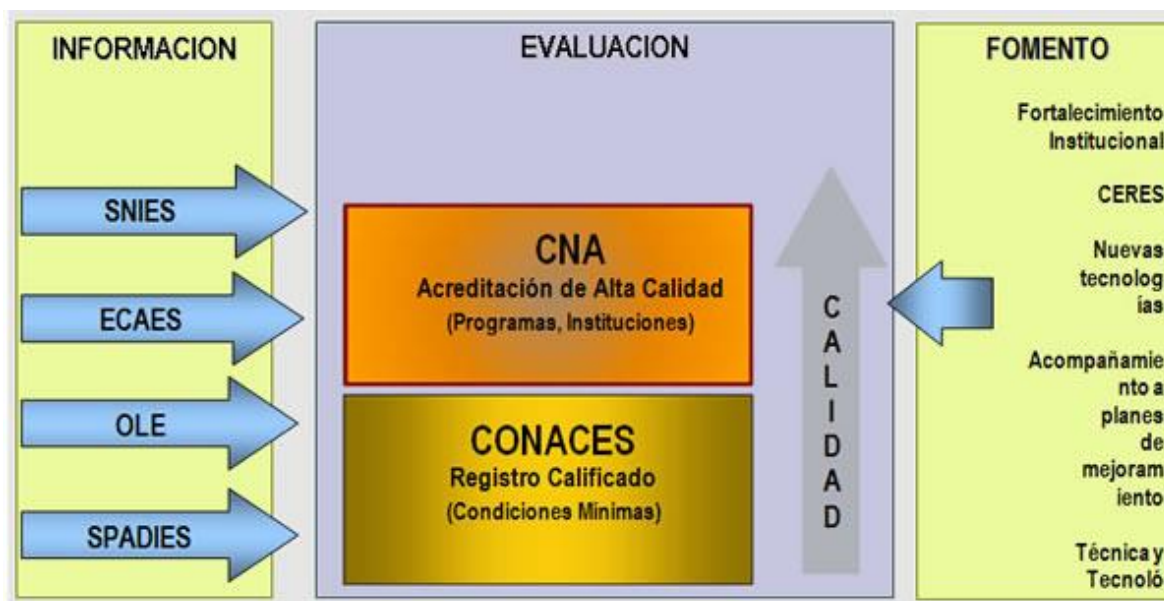 INFORMACION
SNIES
ECAES
OLE
SPADIES
EVALUACION
CNA
Acreditación de Alta Calidad
(Programas, Instituciones)
CONACES
Registro Calificado
(Condiciones Minimas)
CALIDAD
FOMENTO
Fortalecimiento
Institucional
CERES
Nuevas
tecnolog
ías
Acompañamie
nto a
planes
de
mejoram
iento
Técnica y
Tecnoló